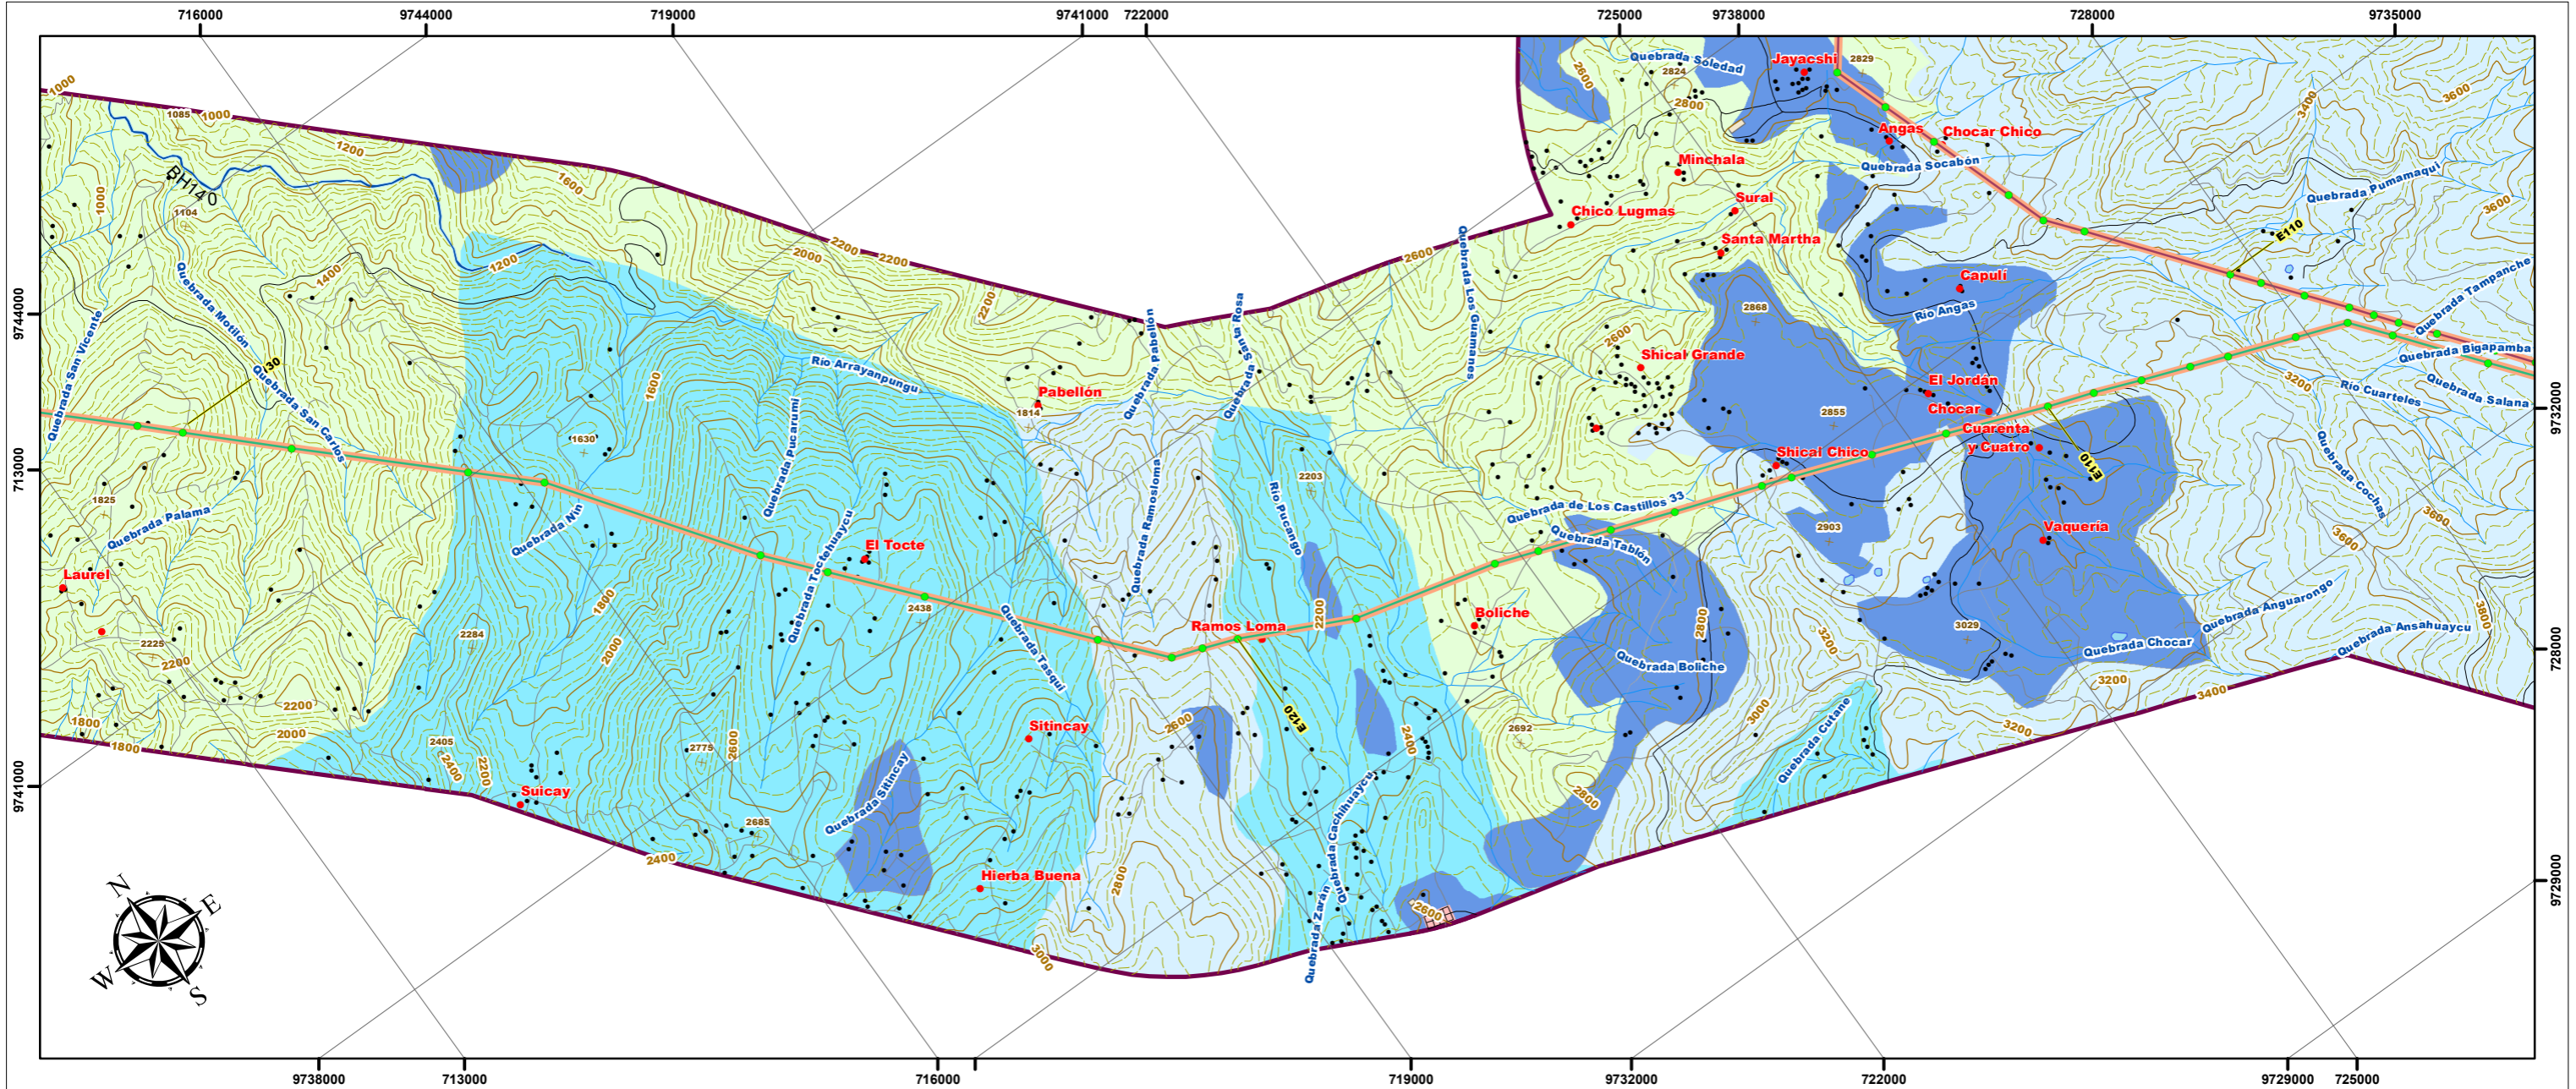 716000
9744000
719000
9741000
722000
725000
9738000
728000
9735000
1000
1085
1000
1200
BH14
0
1104
1000
1400
1600
1200
2000
2200
2200
2200
2600
2600
Quebrada Soledad
2824
2800
Jayacshi
2829
Angas
Chocar Chico
Quebrada Socabón
Minchala
Chico Lugmas
Sural
Santa Martha
Capulí
Río Angas
2868
3400
3600
Quebrada Pumamaqui
3600
E110
Quebrada Tampanche
Quebrada Bigapamba
Quebrada Salana
Río Cuarteles
3200
9744000
Quebrada San Vicente
Quebrada Motilón
Quebrada San Carlos
30
1600
1630
Río Arrayanpungu
Quebrada Pucarumi
Pabellón
1814
Quebrada Pabellón
Quebrada Santa Rosa
Quebrada Los Guamanes
2600
Shical Grande
El Jordán
Chocar
2855
Cuarenta
y Cuatro
Shical Chico
E110
9732000
713000
1825
Quebrada Palama
Quebrada Nin
Quebrada Toctehuaycu
El Tocte
2438
Quebrada Ramosloma
Río Pucango
2203
Quebrada de Los Castillos 33
Quebrada Tablón
2903
Vaquería
Quebrada Cochas
3600
3600
Laurel
2225
2200
1800
2284
2000
Quebrada Tasqui
Ramos Loma
2200
Boliche
2800
Quebrada Boliche
3200
3029
Quebrada Chocar
Quebrada Anguarongo
Quebrada Ansahuaycu
3800
728000
1800
1800
2000
2200
2405
2400
2200
2775
2600
Sitincay
2600
E120
2400
2692
3000
Quebrada Cutane
3200
3200
3400
9741000
Suicay
2685
2400
Quebrada Sitincay
Hierba Buena
2800
3000
Quebrada Cachihuaycu
Quebrada Zarán
2800
2600
9729000
N
E
W
S
9738000
713000
716000
719000
9732000
722000
9729000
725000